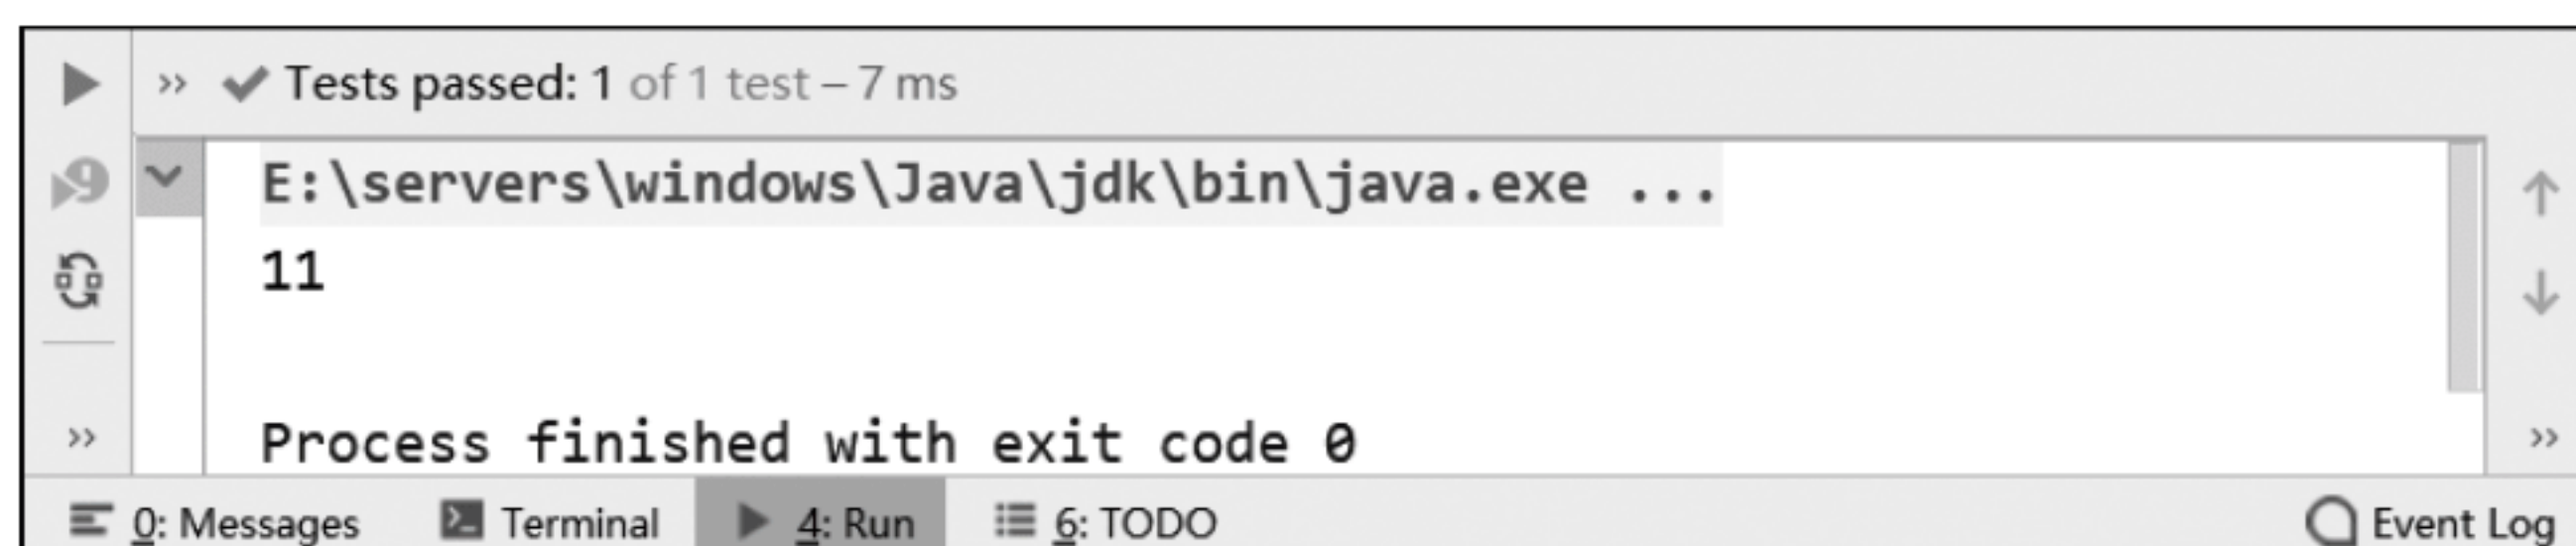 >> Tests passed: 1 of 1 test – 7 ms
E:\servers\windows\Java\jdk\bin\java.exe ...
11
Process finished with exit code 0
0: Messages Terminal 4: Run 6: TODO Event Log